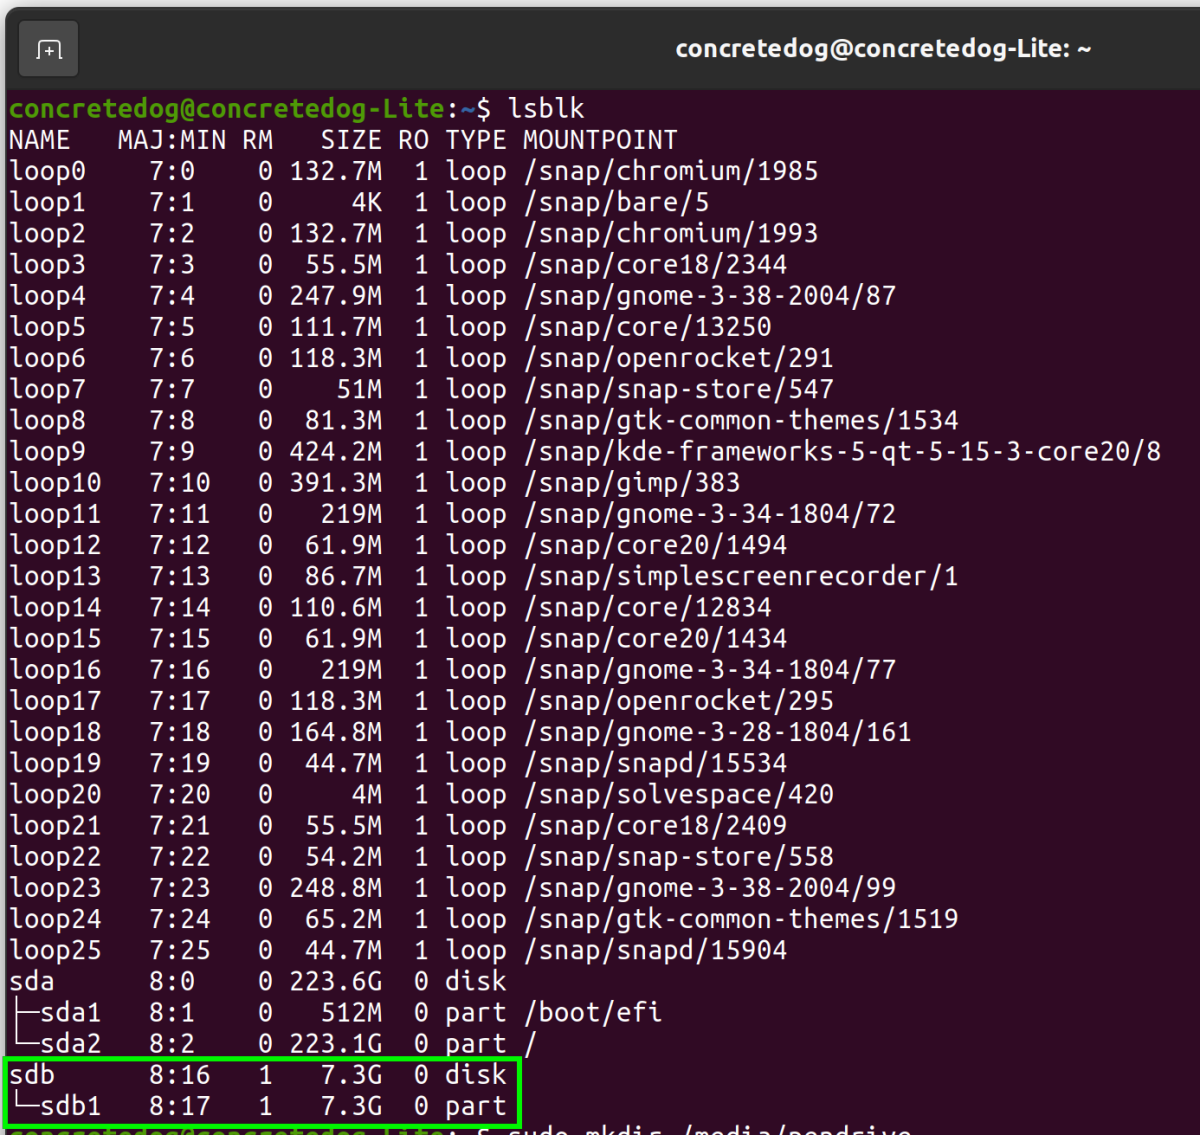 concretedog@concretedog-Lite: ~
concretedog@concretedog-Lite:~$ lsblk
NAME   MAJ:MIN RM   SIZE RO TYPE MOUNTPOINT
loop0    7:0    0 132.7M  1 loop /snap/chromium/1985
loop1    7:1    0     4K  1 loop /snap/bare/5
loop2    7:2    0 132.7M  1 loop /snap/chromium/1993
loop3    7:3    0  55.5M  1 loop /snap/core18/2344
loop4    7:4    0 247.9M  1 loop /snap/gnome-3-38-2004/87
loop5    7:5    0 111.7M  1 loop /snap/core/13250
loop6    7:6    0 118.3M  1 loop /snap/openrocket/291
loop7    7:7    0    51M  1 loop /snap/snap-store/547
loop8    7:8    0  81.3M  1 loop /snap/gtk-common-themes/1534
loop9    7:9    0 424.2M  1 loop /snap/kde-frameworks-5-qt-5-15-3-core20/8
loop10   7:10   0 391.3M  1 loop /snap/gimp/383
loop11   7:11   0   219M  1 loop /snap/gnome-3-34-1804/72
loop12   7:12   0  61.9M  1 loop /snap/core20/1494
loop13   7:13   0  86.7M  1 loop /snap/simplescreenrecorder/1
loop14   7:14   0 110.6M  1 loop /snap/core/12834
loop15   7:15   0  61.9M  1 loop /snap/core20/1434
loop16   7:16   0   219M  1 loop /snap/gnome-3-34-1804/77
loop17   7:17   0 118.3M  1 loop /snap/openrocket/295
loop18   7:18   0 164.8M  1 loop /snap/gnome-3-28-1804/161
loop19   7:19   0  44.7M  1 loop /snap/snapd/15534
loop20   7:20   0     4M  1 loop /snap/solvespace/420
loop21   7:21   0  55.5M  1 loop /snap/core18/2409
loop22   7:22   0  54.2M  1 loop /snap/snap-store/558
loop23   7:23   0 248.8M  1 loop /snap/gnome-3-38-2004/99
loop24   7:24   0  65.2M  1 loop /snap/gtk-common-themes/1519
loop25   7:25   0  44.7M  1 loop /snap/snapd/15904
sda      8:0    0 223.6G  0 disk
├─sda1   8:1    0   512M  0 part /boot/efi
└─sda2   8:2    0 223.1G  0 part /
sdb      8:16   1   7.3G  0 disk
└─sdb1   8:17   1   7.3G  0 part
concretedog@concretedog-Lite:~$ sudo mkdir /media/pendrive